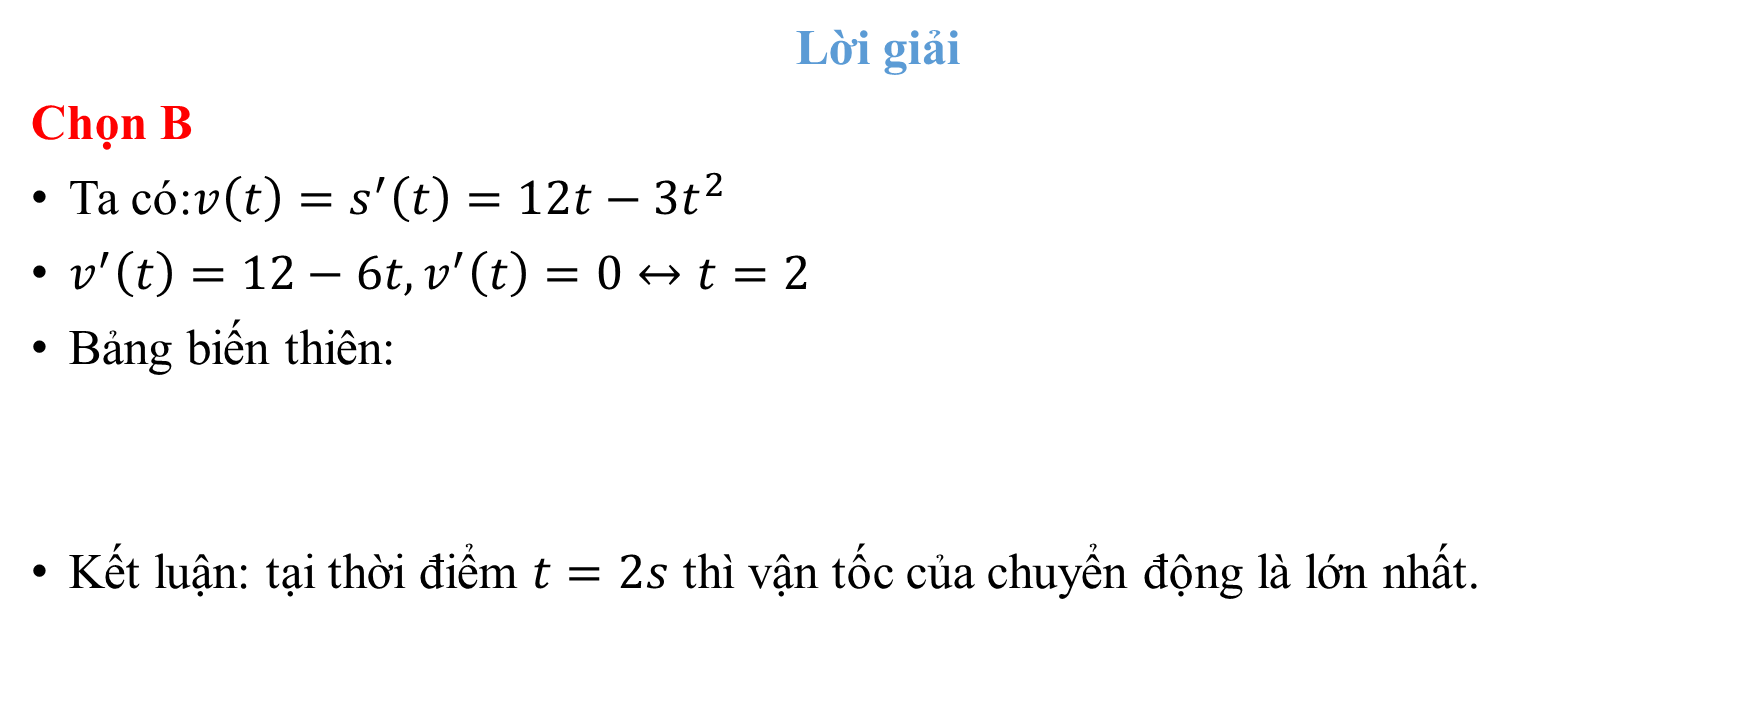 Lời giải
Chọn B
• Ta có:v(t) = s′(t) = 12t − 3t²
• v′(t) = 12 − 6t, v′(t) = 0 ↔ t = 2
• Bảng biến thiên:
• Kết luận: tại thời điểm t = 2s thì vận tốc của chuyển động là lớn nhất.